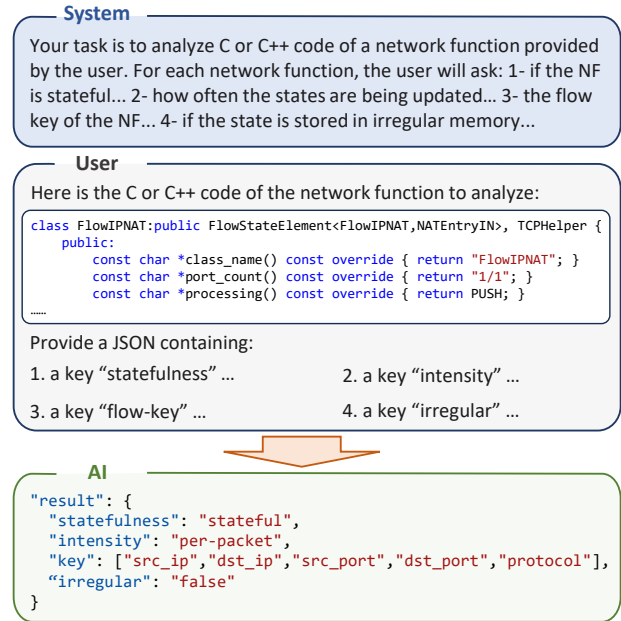 System
Your task is to analyze C or C++ code of a network function provided
by the user. For each network function, the user will ask: 1- if the NF
is stateful... 2- how often the states are being updated... 3- the flow
key of the NF... 4- if the state is stored in irregular memory...
User
Here is the C or C++ code of the network function to analyze:
class FlowIPNAT:public FlowStateElement<FlowIPNAT,NATEntryIN>, TCPHelper {
public:
const char *class_name() const override { return "FlowIPNAT"; }
const char *port_count() const override { return "1/1"; }
const char *processing() const override { return PUSH; }
……
Provide a JSON containing:
1. a key “statefulness” ...
2. a key “intensity” ...
3. a key “flow-key” ...
4. a key “irregular” ...
AI
"result": {
"statefulness": "stateful",
"intensity": "per-packet",
"key": ["src_ip","dst_ip","src_port","dst_port","protocol"],
“irregular": "false"
}